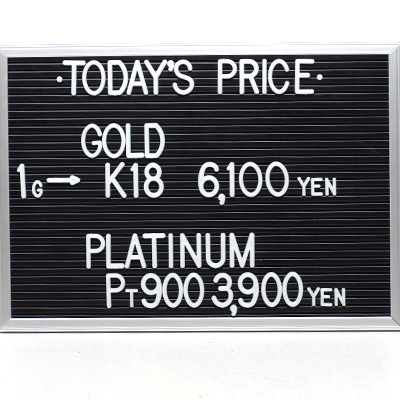 ·TODAY'S PRICE·
GOLD
1G→ K18 6,100 YEN
PLATINUM
PT900 3,900 YEN